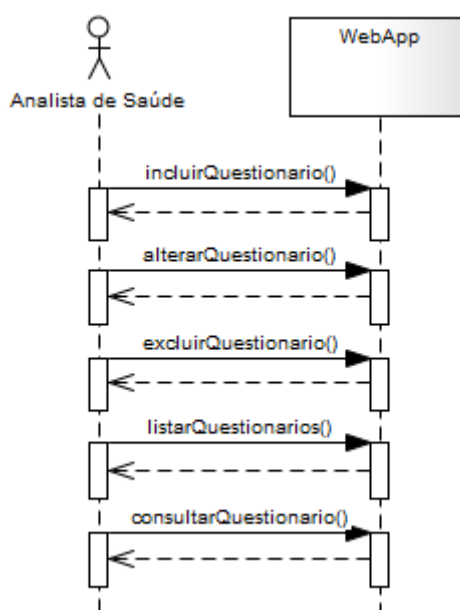 WebApp
Analista de Saúde
incluirQuestionario()
alterarQuestionario()
excluirQuestionario()
listarQuestionarios()
consultarQuestionario()